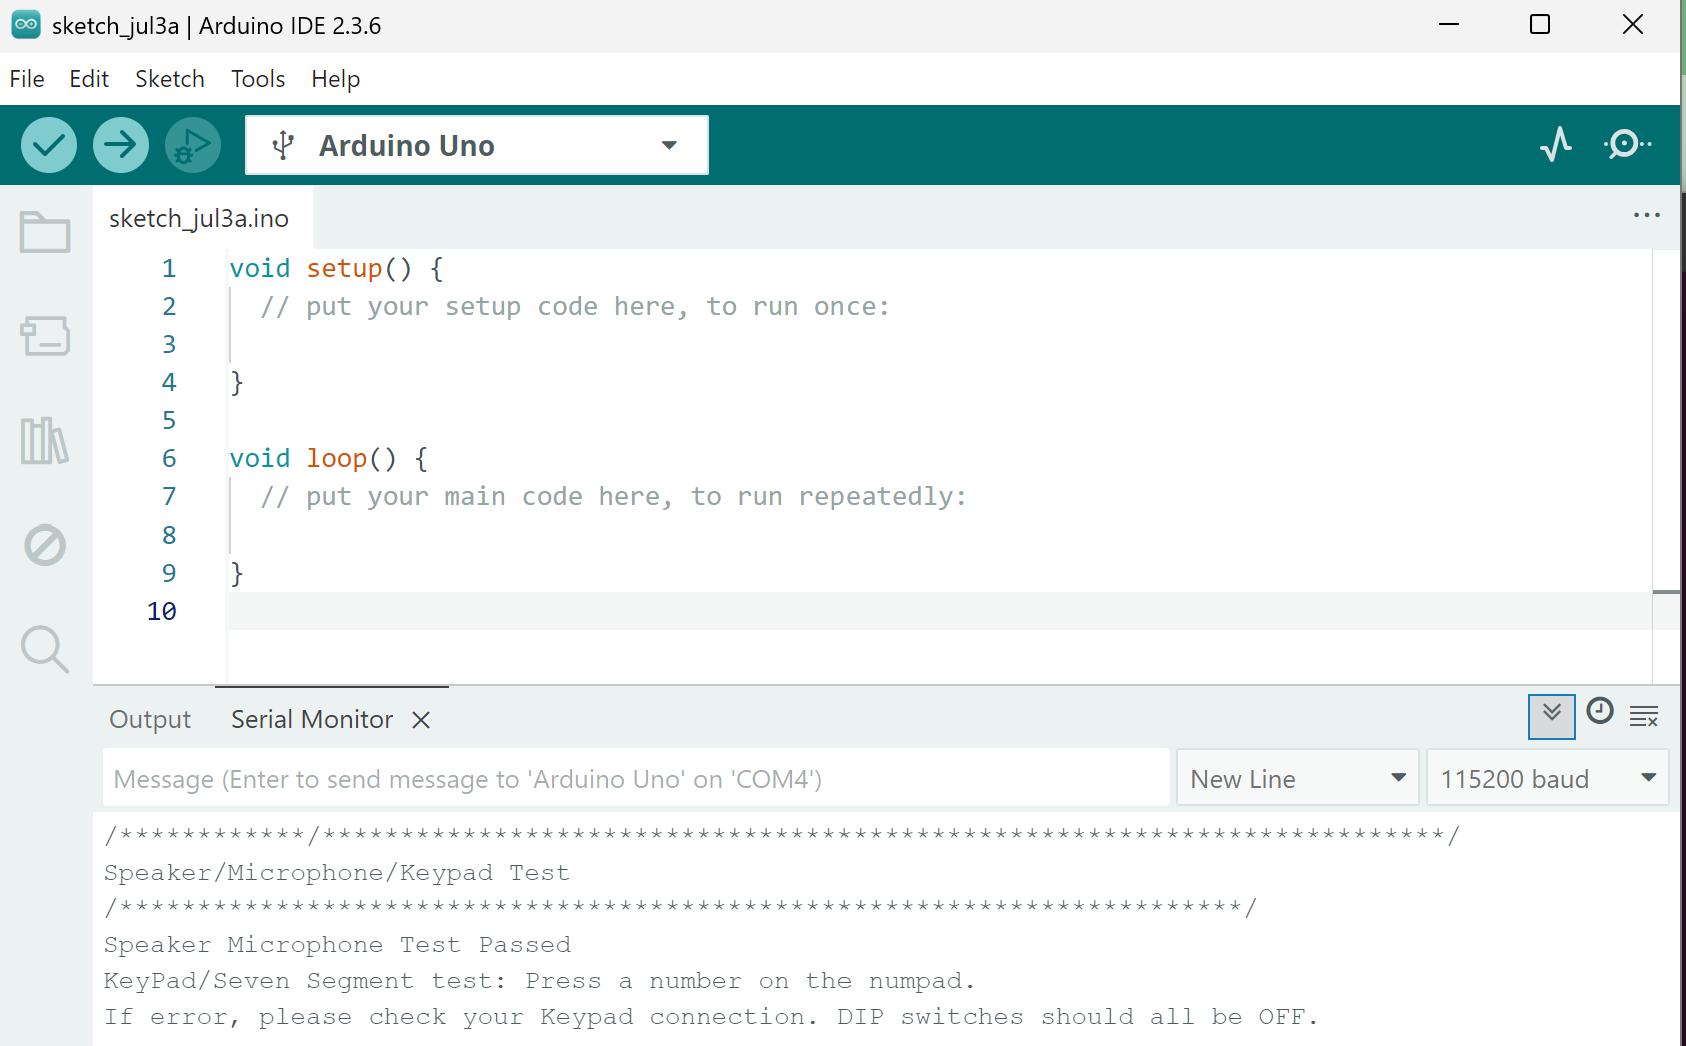 sketch_jul3a | Arduino IDE 2.3.6
File Edit Sketch Tools Help
Arduino Uno
sketch_jul3a.ino
1 void setup() {
2 // put your setup code here, to run once:
3
4 }
5
6 void loop() {
7 // put your main code here, to run repeatedly:
8
9 }
10
Output Serial Monitor
Message (Enter to send message to 'Arduino Uno' on 'COM4') New Line 115200 baud
/************/************************************************************************/
Speaker/Microphone/Keypad Test
/************************************************************************/
Speaker Microphone Test Passed
KeyPad/Seven Segment test: Press a number on the numpad.
If error, please check your Keypad connection. DIP switches should all be OFF.